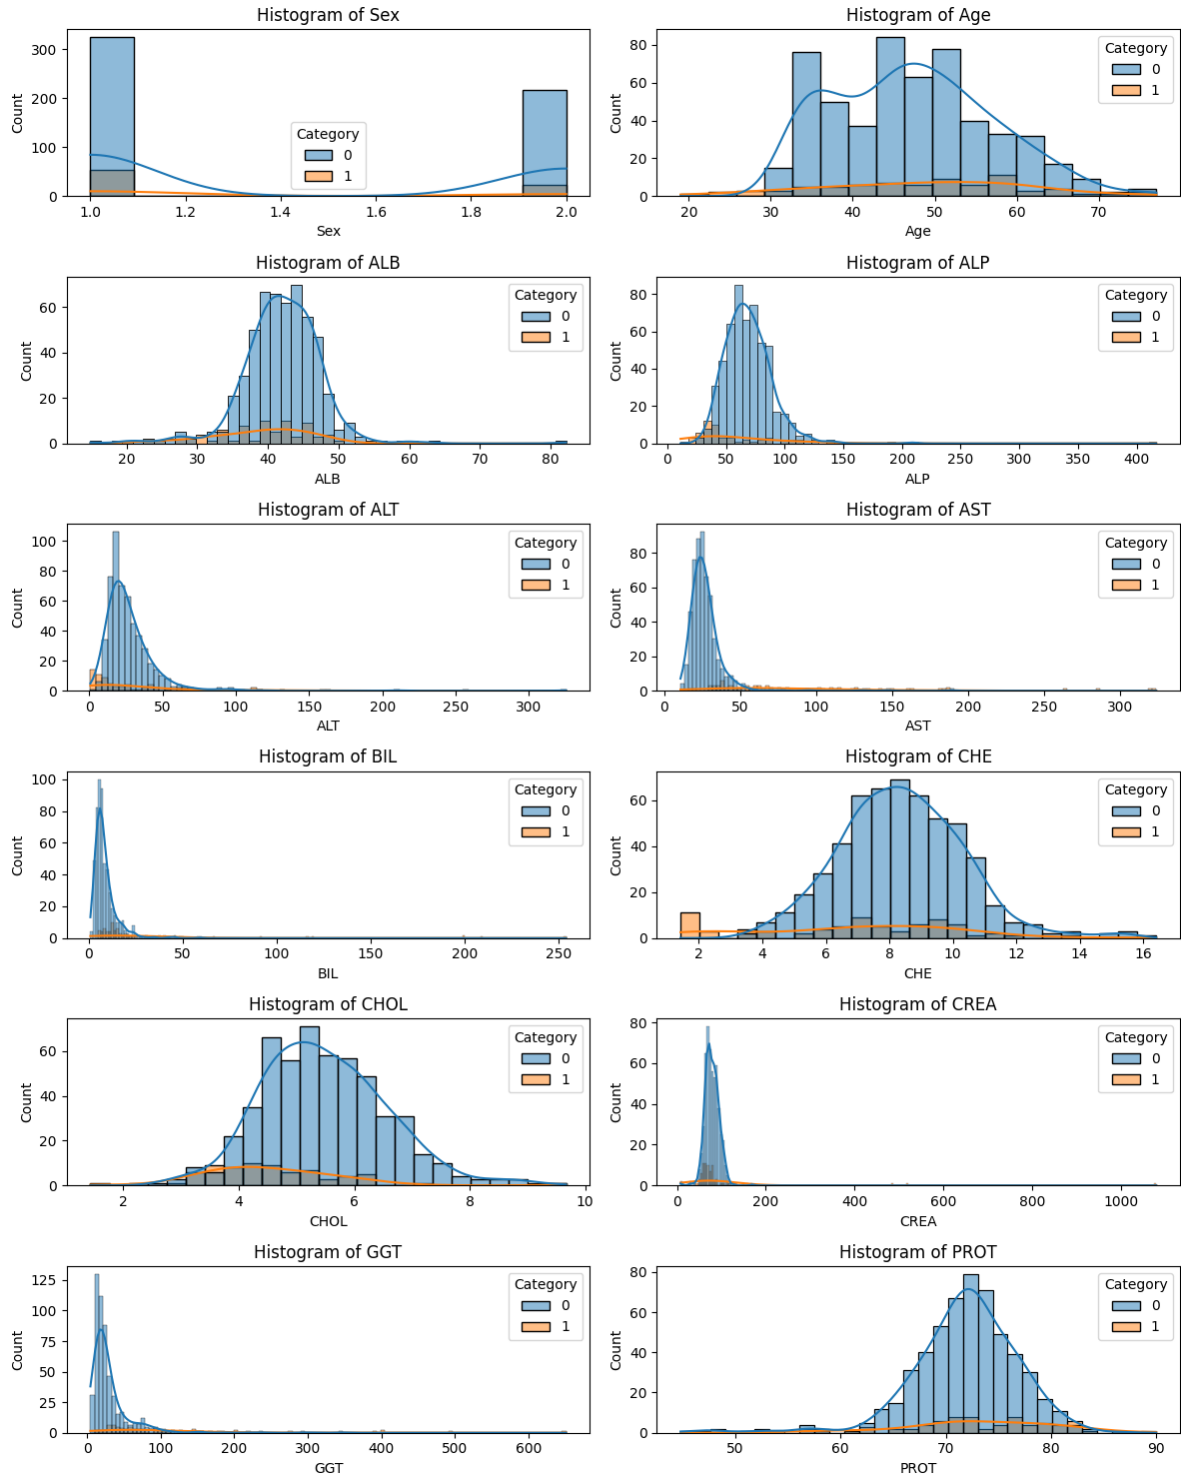 Histogram of Sex
Count
300
200
100
0
1.0 1.2 1.4 1.6 1.8 2.0
Sex
Category
0
1
Histogram of Age
Count
80
60
40
20
0
20 30 40 50 60 70
Age
Category
0
1
Histogram of ALB
Count
60
40
20
0
20 30 40 50 60 70 80
ALB
Category
0
1
Histogram of ALP
Count
80
60
40
20
0
0 50 100 150 200 250 300 350 400
ALP
Category
0
1
Histogram of ALT
Count
100
80
60
40
20
0
0 50 100 150 200 250 300
ALT
Category
0
1
Histogram of AST
Count
80
60
40
20
0
0 50 100 150 200 250 300
AST
Category
0
1
Histogram of BIL
Count
100
80
60
40
20
0
0 50 100 150 200 250
BIL
Category
0
1
Histogram of CHE
Count
60
40
20
0
2 4 6 8 10 12 14 16
CHE
Category
0
1
Histogram of CHOL
Count
60
40
20
0
2 4 6 8 10
CHOL
Category
0
1
Histogram of CREA
Count
80
60
40
20
0
0 200 400 600 800 1000
CREA
Category
0
1
Histogram of GGT
Count
125
100
75
50
25
0
0 100 200 300 400 500 600
GGT
Category
0
1
Histogram of PROT
Count
80
60
40
20
0
50 60 70 80 90
PROT
Category
0
1